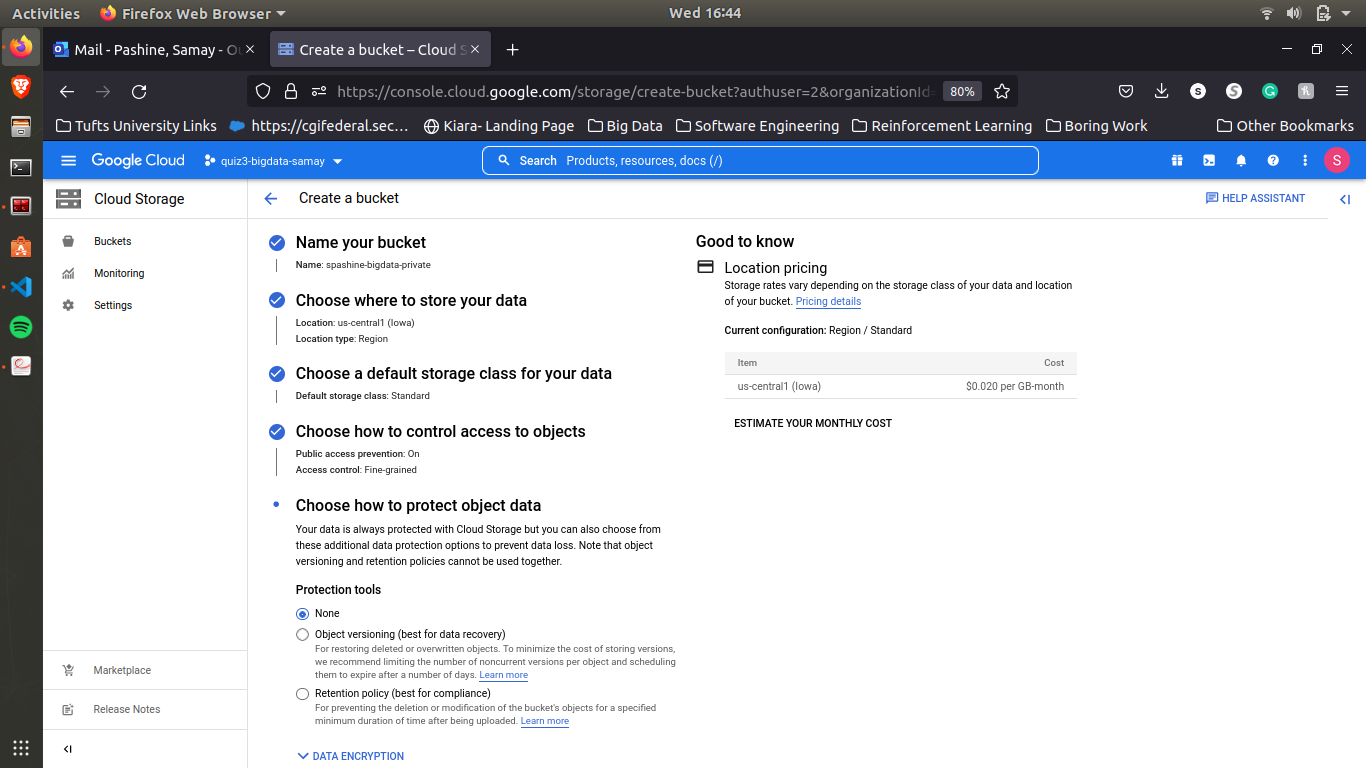 Activities
Firefox Web Browser
Wed 16:44
Mail - Pashine, Samay - Ou
Create a bucket – Cloud S
https://console.cloud.google.com/storage/create-bucket?authuser=2&organizationId=
80%
Tufts University Links
https://cgifederal.sec...
Kiara- Landing Page
Big Data
Software Engineering
Reinforcement Learning
Boring Work
Other Bookmarks
Google Cloud
quiz3-bigdata-samay
Search Products, resources, docs (/)
S
Cloud Storage
Buckets
Monitoring
Settings
Marketplace
Release Notes
Create a bucket
HELP ASSISTANT
Name your bucket
Name: spashine-bigdata-private
Choose where to store your data
Location: us-central1 (Iowa)
Location type: Region
Choose a default storage class for your data
Default storage class: Standard
Choose how to control access to objects
Public access prevention: On
Access control: Fine-grained
Choose how to protect object data
Your data is always protected with Cloud Storage but you can also choose from
these additional data protection options to prevent data loss. Note that object
versioning and retention policies cannot be used together.
Protection tools
None
Object versioning (best for data recovery)
For restoring deleted or overwritten objects. To minimize the cost of storing versions,
we recommend limiting the number of noncurrent versions per object and scheduling
them to expire after a number of days. Learn more
Retention policy (best for compliance)
For preventing the deletion or modification of the bucket's objects for a specified
minimum duration of time after being uploaded. Learn more
DATA ENCRYPTION
Good to know
Location pricing
Storage rates vary depending on the storage class of your data and location
of your bucket. Pricing details
Current configuration: Region / Standard
Item Cost
us-central1 (Iowa) $0.020 per GB-month
ESTIMATE YOUR MONTHLY COST